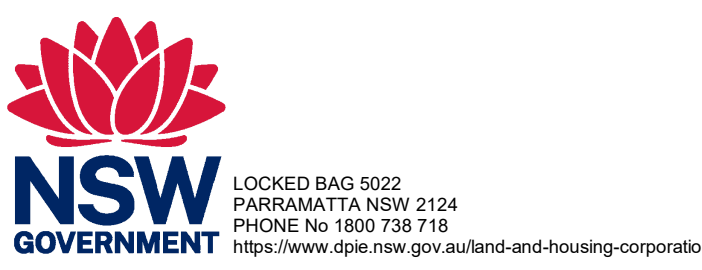 NSW
GOVERNMENT
LOCKED BAG 5022
PARRAMATTA NSW 2124
PHONE No 1800 738 718
https://www.dpie.nsw.gov.au/land-and-housing-corporatio